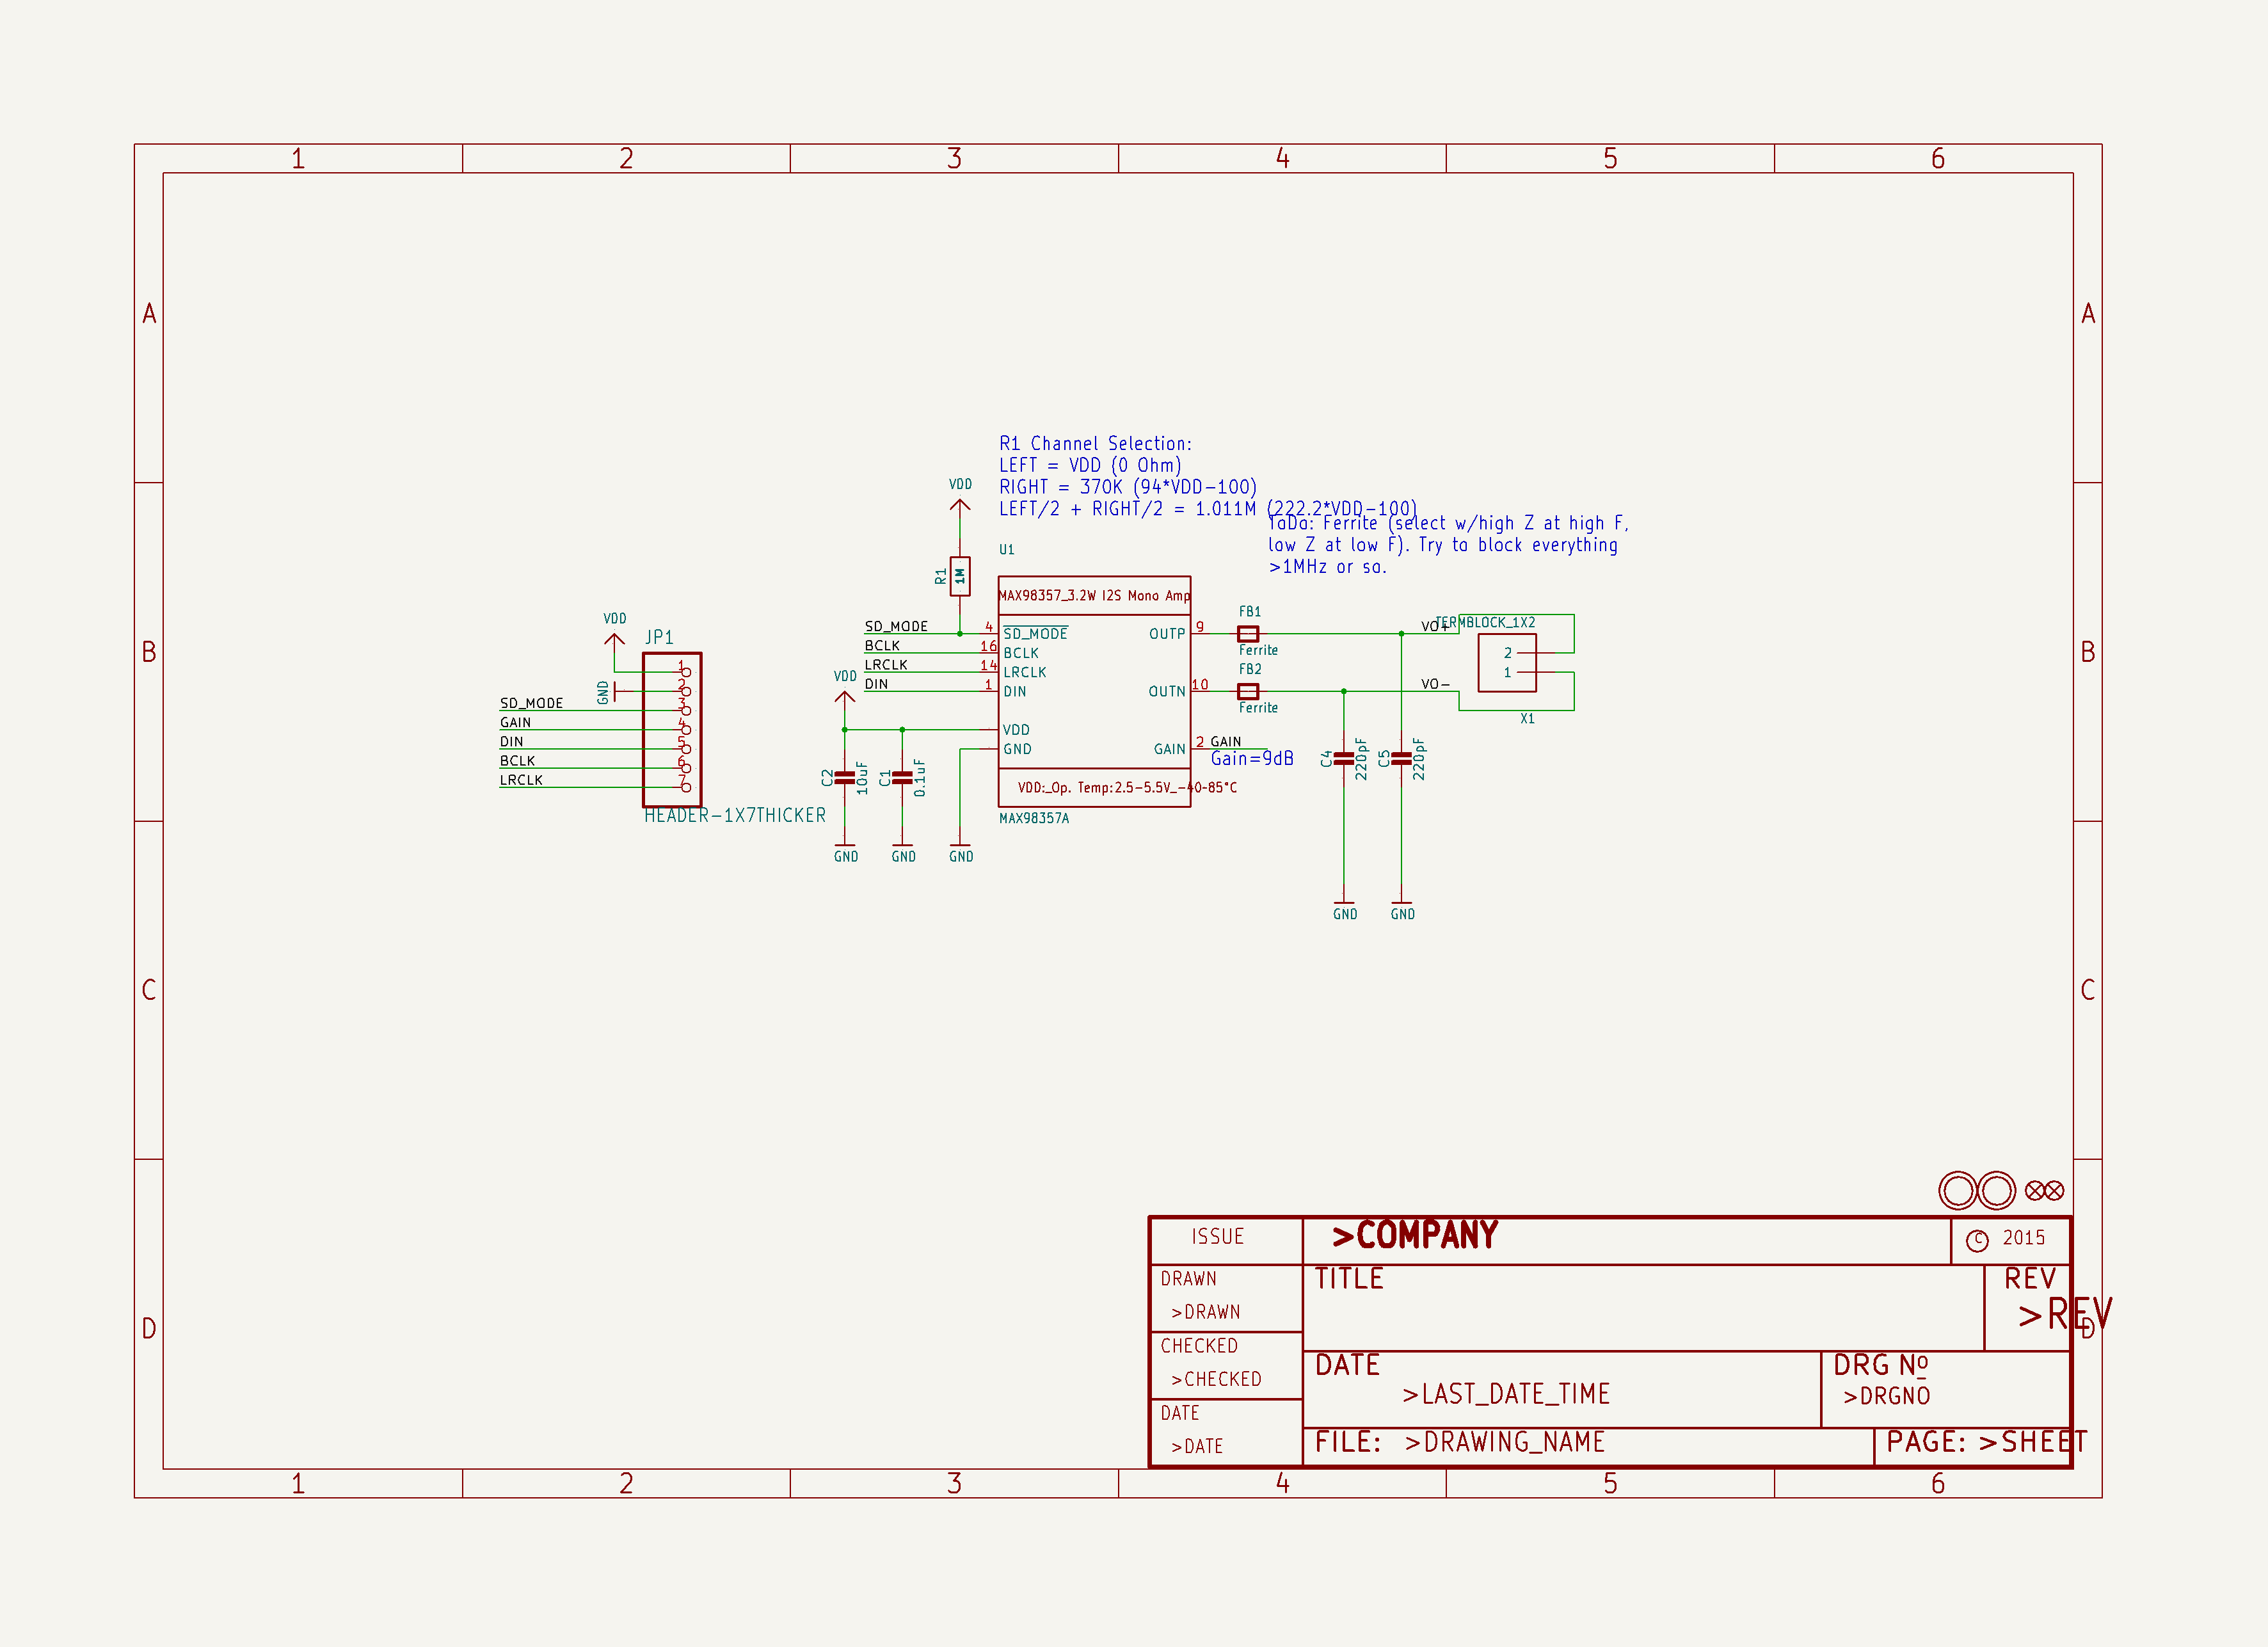 1 2 3 4 5 6
A A
B B
C C
D D
R1 Channel Selection:
LEFT = VDD (0 Ohm)
RIGHT = 370K (94*VDD-100)
LEFT/2 + RIGHT/2 = 1.011M (222.2*VDD-100)
ToDo: Ferrite (select w/high Z at high F,
low Z at low F). Try to block everything
>1MHz or so.
VDD
R1
1M
U1
MAX98357_3.2W I2S Mono Amp
SD_MODE 4 SD_MODE
BCLK 16 BCLK
LRCLK 14 LRCLK
DIN 1 DIN
VDD
GND
OUTP 9
OUTN 10
GAIN 2 GAIN
Gain=9dB
VDD:_Op. Temp:2.5-5.5V_-40-85°C
MAX98357A
VDD
C2
10uF
C1
0.1uF
GND GND GND
VDD
JP1
GND
1
2
SD_MODE 3
GAIN 4
DIN 5
BCLK 6
LRCLK 7
HEADER-1X7THICKER
FB1
Ferrite
FB2
Ferrite
VO+
VO-
TERMBLOCK_1X2
2
1
X1
C4
220pF
C5
220pF
GND GND
ISSUE
>COMPANY
© 2015
DRAWN
>DRAWN
TITLE
REV
>REV
CHECKED
>CHECKED
DATE
>LAST_DATE_TIME
DRG Nº
>DRGNO
DATE
>DATE
FILE: >DRAWING_NAME
PAGE: >SHEET
1 2 3 4 5 6